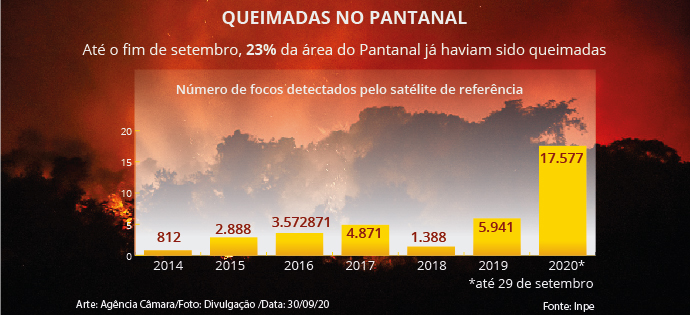 QUEIMADAS NO PANTANAL
Até o fim de setembro, 23% da área do Pantanal já haviam sido queimadas
Número de focos detectados pelo satélite de referência
20
15
10
5
0
812
2.888
3.572871
4.871
1.388
5.941
17.577
2014 2015 2016 2017 2018 2019 2020*
*até 29 de setembro
Arte: Agência Câmara/Foto: Divulgação /Data: 30/09/20
Fonte: Inpe